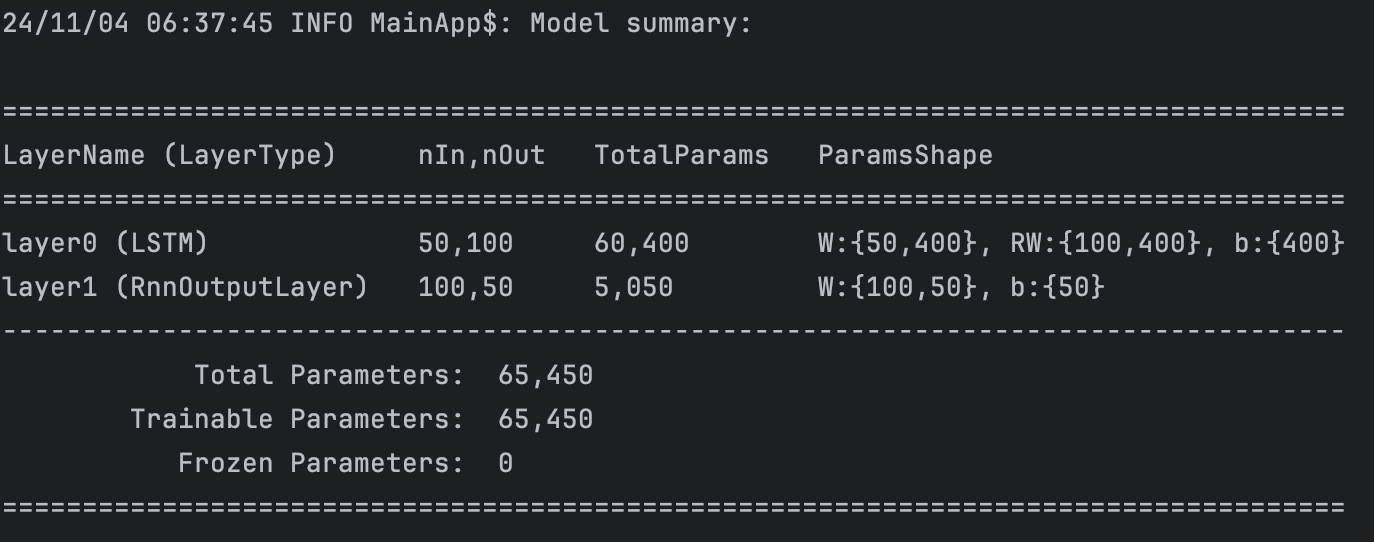 24/11/04 06:37:45 INFO MainApp$: Model summary:
====================================================================================
LayerName (LayerType)     nIn,nOut   TotalParams   ParamsShape
====================================================================================
layer0 (LSTM)             50,100     60,400        W:{50,400}, RW:{100,400}, b:{400}
layer1 (RnnOutputLayer)   100,50     5,050         W:{100,50}, b:{50}
------------------------------------------------------------------------------------
            Total Parameters:  65,450
        Trainable Parameters:  65,450
           Frozen Parameters:  0
====================================================================================